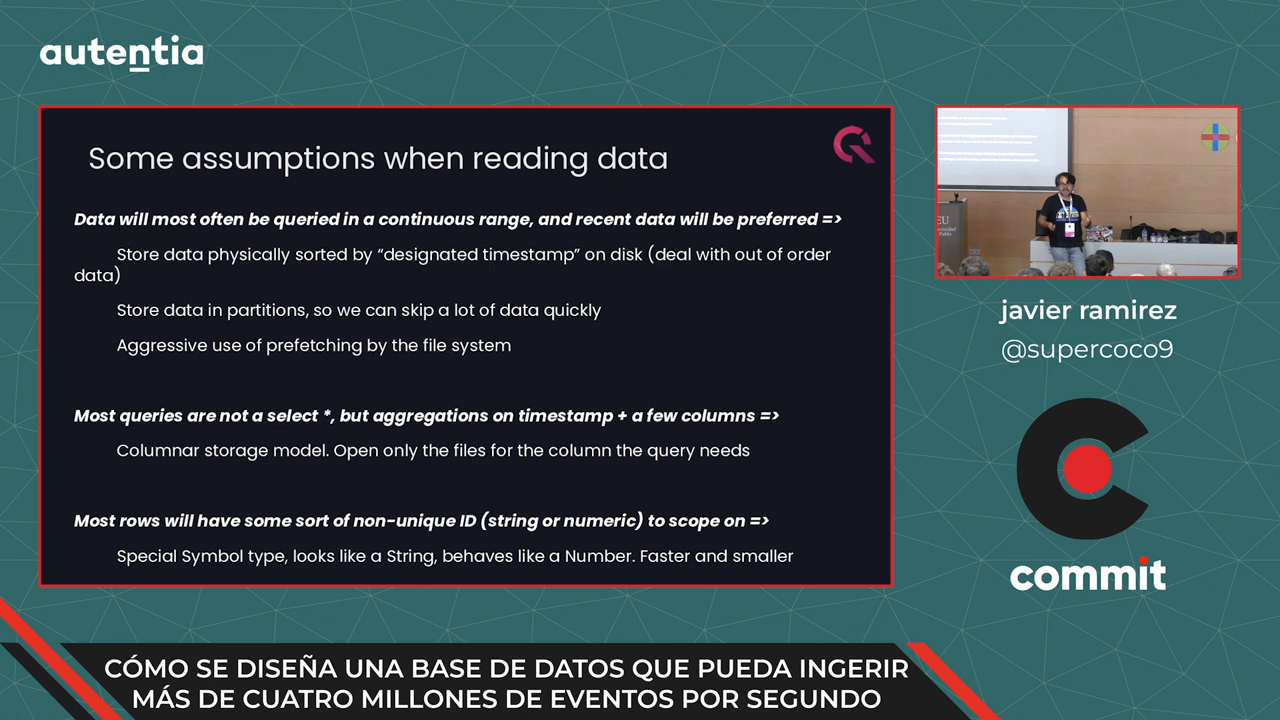 autentia
Some assumptions when reading data
Data will most often be queried in a continuous range, and recent data will be preferred =>
Store data physically sorted by “designated timestamp” on disk (deal with out of order
data)
Store data in partitions, so we can skip a lot of data quickly
Aggressive use of prefetching by the file system
Most queries are not a select *, but aggregations on timestamp + a few columns =>
Columnar storage model. Open only the files for the column the query needs
Most rows will have some sort of non-unique ID (string or numeric) to scope on =>
Special Symbol type, looks like a String, behaves like a Number. Faster and smaller
javier ramirez
@supercoco9
commit
CÓMO SE DISEÑA UNA BASE DE DATOS QUE PUEDA INGERIR
MÁS DE CUATRO MILLONES DE EVENTOS POR SEGUNDO